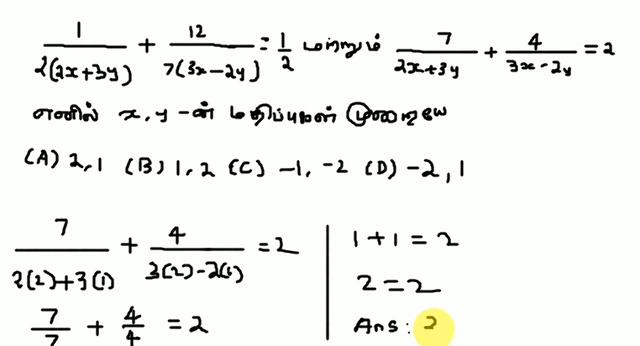 1/2(2x+3y) + 12/7(3x-2y) = 1/2 மற்றும் 7/2x+3y + 4/3x-2y = 2
எனில் x, y -ன் மதிப்புகள் முறையே
(A) 2, 1 (B) 1, 2 (C) -1, -2 (D) -2, 1
7/2(2)+3(1) + 4/3(2)-2(1) = 2
7/7 + 4/4 = 2
1 + 1 = 2
2 = 2
Ans: 2